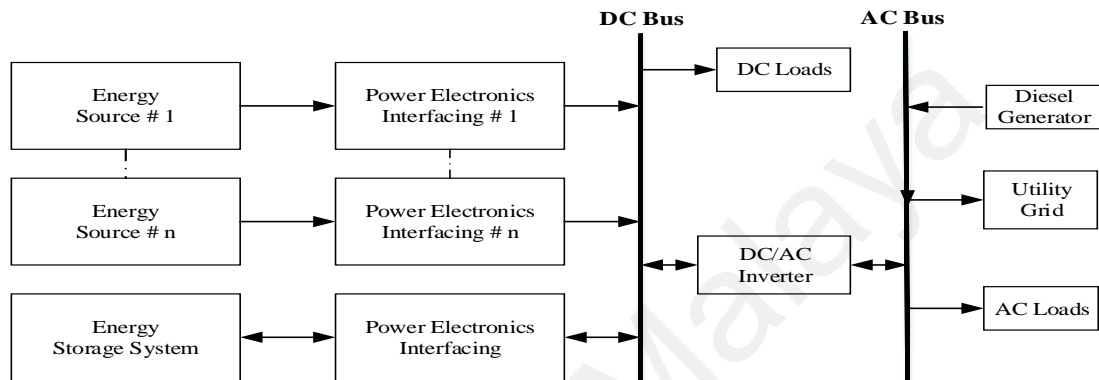 DC Bus
AC Bus
Energy
Source # 1
Power Electronics
Interfacing # 1
DC Loads
Diesel
Generator
Energy
Source # n
Power Electronics
Interfacing # n
Utility
Grid
DC/AC
Inverter
Energy
Storage System
Power Electronics
Interfacing
AC Loads
Malaya